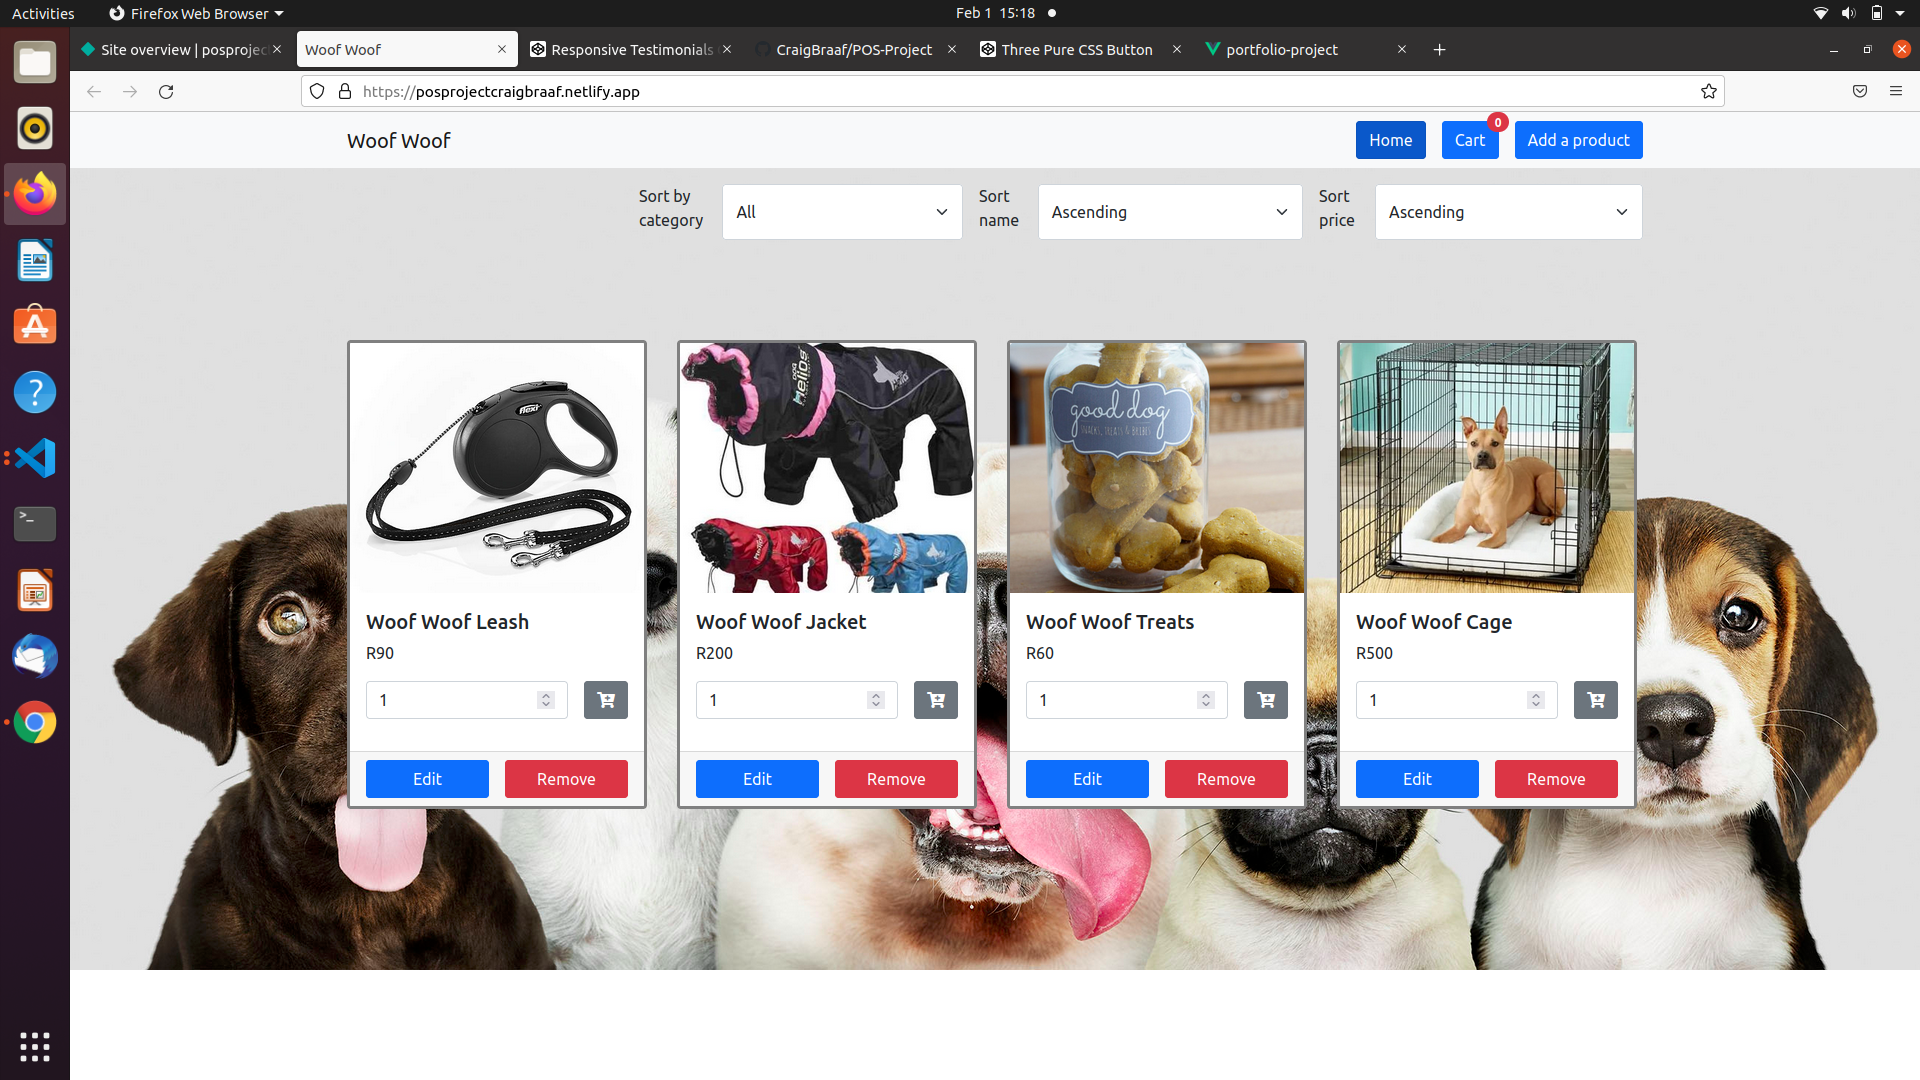 Activities
Firefox Web Browser
Feb 1 15:18
Site overview | posprojec
Woof Woof
Responsive Testimonials
CraigBraaf/POS-Project
Three Pure CSS Button
portfolio-project
https://posprojectcraigbraaf.netlify.app
Woof Woof
Home
Cart
0
Add a product
Sort by
category
All
Sort
name
Ascending
Sort
price
Ascending
flexi
DOG
Helios
good dog
SNACKS, TREATS & BRIBES
Woof Woof Leash
Woof Woof Jacket
Woof Woof Treats
Woof Woof Cage
R90
R200
R60
R500
1
1
1
1
Edit
Remove
Edit
Remove
Edit
Remove
Edit
Remove